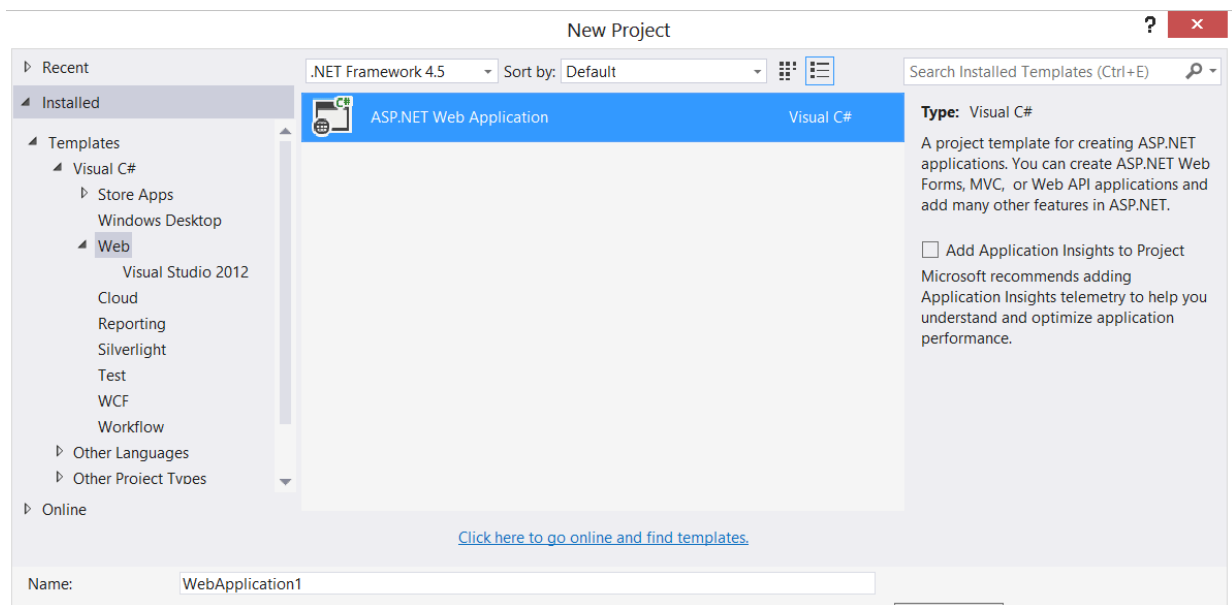 New Project
?
Recent
.NET Framework 4.5
Sort by: Default
Search Installed Templates (Ctrl+E)
Installed
Templates
Visual C#
Store Apps
Windows Desktop
Web
Visual Studio 2012
Cloud
Reporting
Silverlight
Test
WCF
Workflow
Other Languages
Other Project Types
Online
C#
ASP.NET Web Application Visual C#
Type: Visual C#
A project template for creating ASP.NET
applications. You can create ASP.NET Web
Forms, MVC, or Web API applications and
add many other features in ASP.NET.
Add Application Insights to Project
Microsoft recommends adding
Application Insights telemetry to help you
understand and optimize application
performance.
Click here to go online and find templates.
Name: WebApplication1